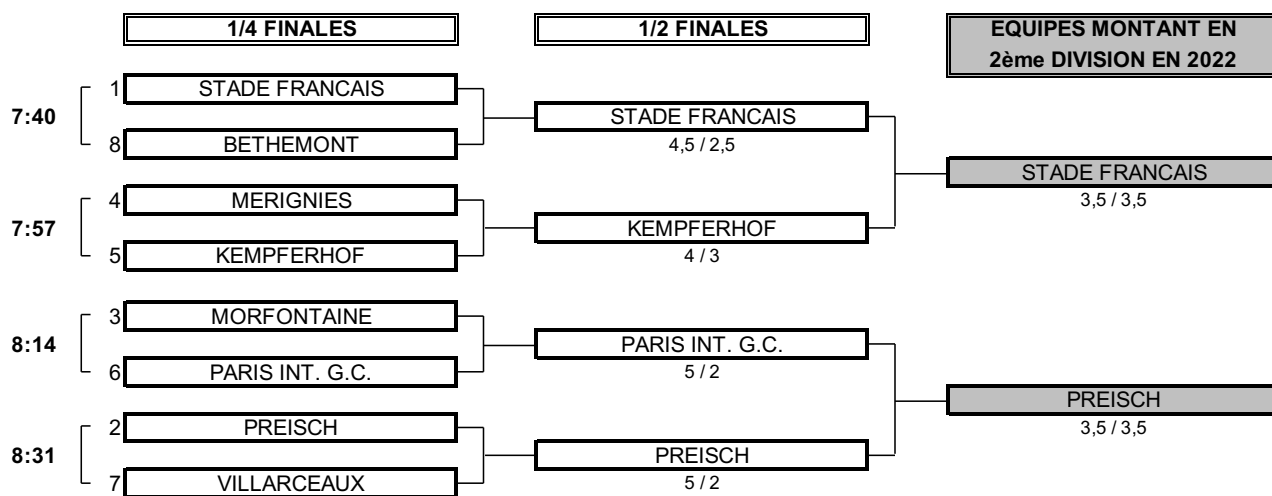 1/4 FINALES
1/2 FINALES
EQUIPES MONTANT EN
2ème DIVISION EN 2022
7:40
1 STADE FRANCAIS
8 BETHEMONT
STADE FRANCAIS
4,5 / 2,5
7:57
4 MERIGNIES
5 KEMPFERHOF
KEMPFERHOF
4 / 3
STADE FRANCAIS
3,5 / 3,5
8:14
3 MORFONTAINE
6 PARIS INT. G.C.
PARIS INT. G.C.
5 / 2
8:31
2 PREISCH
7 VILLARCEAUX
PREISCH
5 / 2
PREISCH
3,5 / 3,5